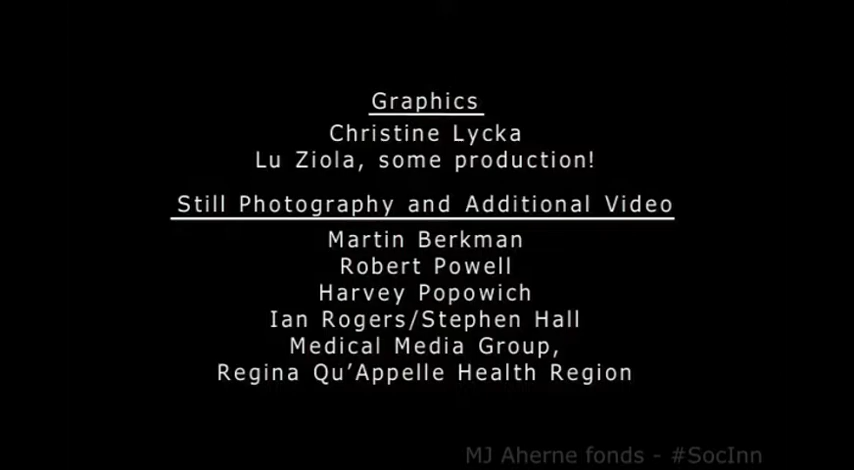 Graphics
Christine Lycka
Lu Ziola, some production!
Still Photography and Additional Video
Martin Berkman
Robert Powell
Harvey Popowich
Ian Rogers/Stephen Hall
Medical Media Group,
Regina Qu’Appelle Health Region
MJ Aherne fonds - #SocInn